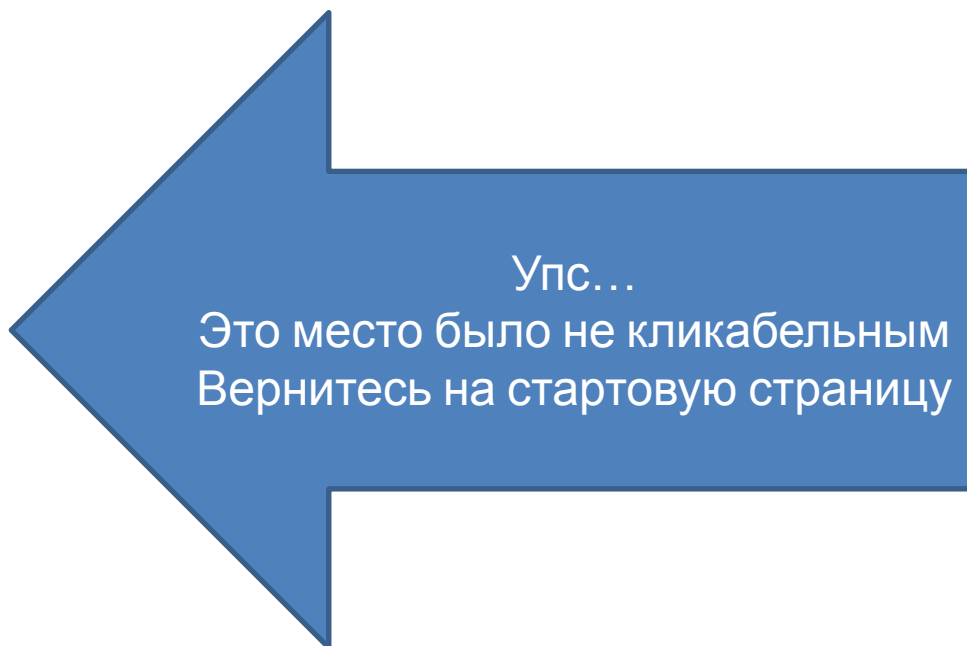 Упс…
Это место было не кликабельным
Вернитесь на стартовую страницу